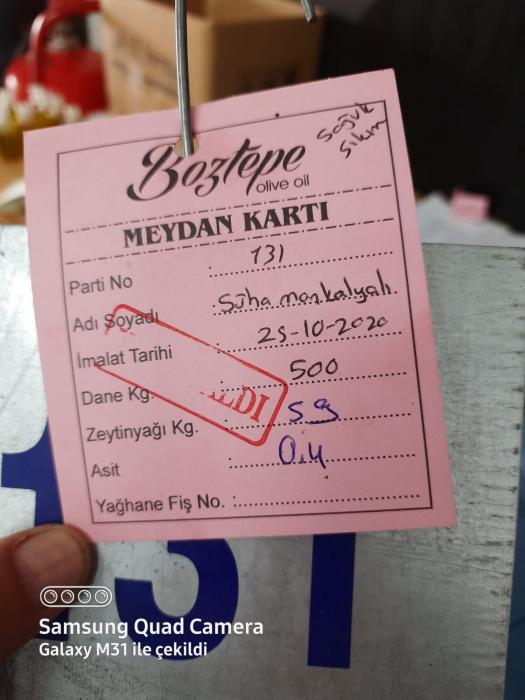 Soğuk
Sıkım
Boztepe
olive oil
MEYDAN KARTI
Parti No : 131
Adı Soyadı : Süha mankalyalı
İmalat Tarihi : 25-10-2020
Dane Kg. : 500
Zeytinyağı Kg. : 59
Asit : 0.4
Yağhane Fiş No. :
LDI
131
Samsung Quad Camera
Galaxy M31 ile çekildi